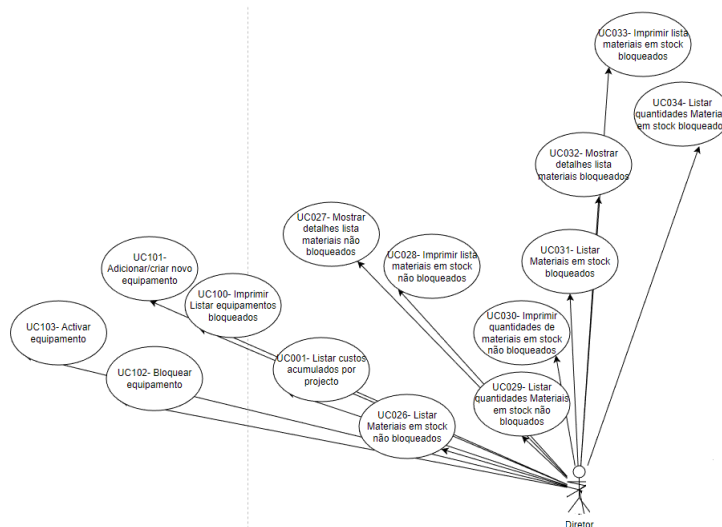 UC033- Imprimir lista
materiais em stock
bloqueados
UC034- Listar
quantidades Materiais
em stock bloqueados
UC032- Mostrar
detalhes lista
materiais bloqueados
UC027- Mostrar
detalhes lista
materiais não
bloqueados
UC028- Imprimir lista
materiais em stock
não bloqueados
UC031- Listar
Materiais em stock
bloqueados
UC101-
Adicionar/criar novo
equipamento
UC100- Imprimir
Listar equipamentos
bloqueados
UC030- Imprimir
quantidades de
materiais em stock
não bloqueados
UC103- Activar
equipamento
UC102- Bloquear
equipamento
UC001- Listar custos
acumulados por
projecto
UC029- Listar
quantidades Materiais
em stock não
bloquados
UC026- Listar
Materiais em stock
não bloqueados
Diretor